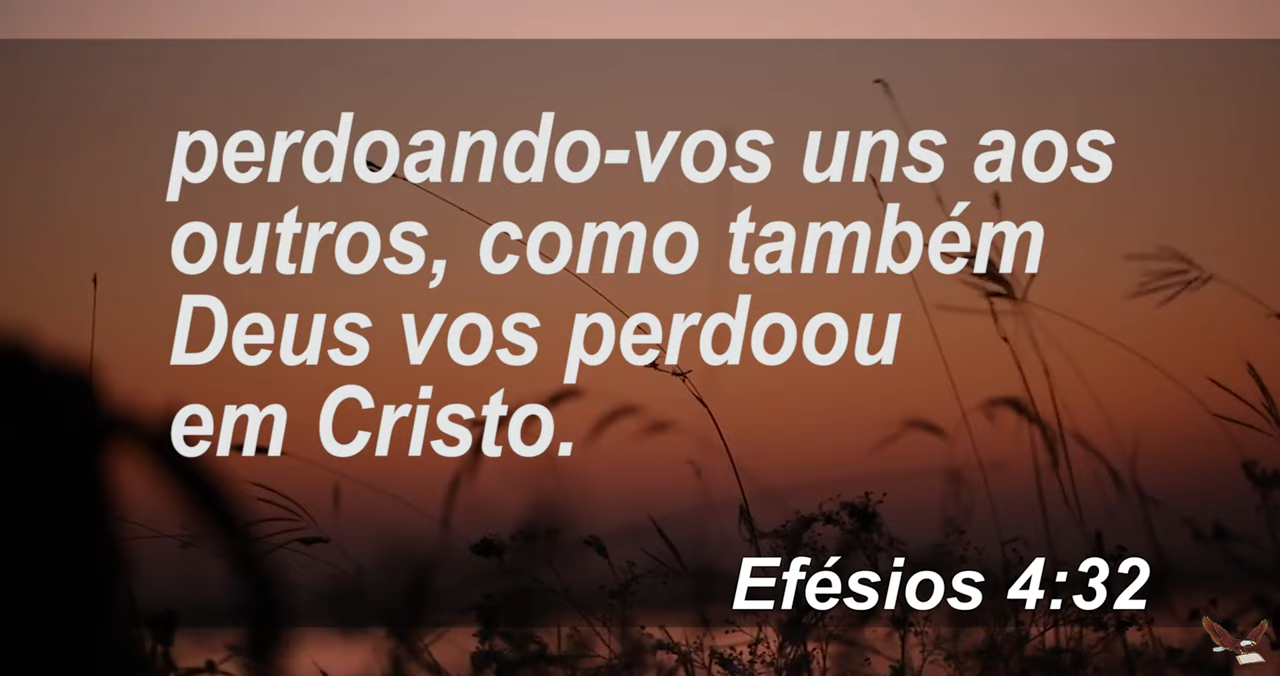 perdoando-vos uns aos
outros, como também
Deus vos perdoou
em Cristo.
Efésios 4:32